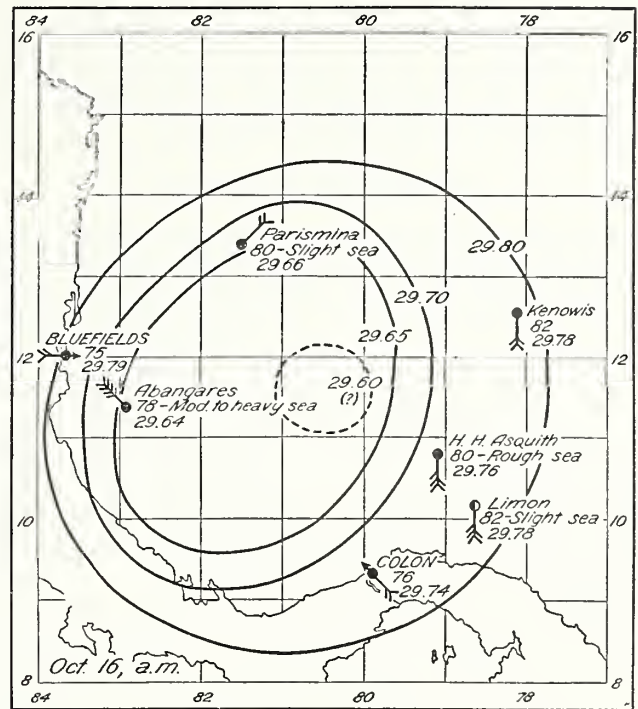 84 82 80 78
16 16
14 14
Parismina
80-Slight sea
29.66
29.80
29.70
Kenowis
82
29.78
29.65
BLUEFIELDS
75
29.79
12 12
29.60
(?)
Abangares
78-Mod. to heavy sea
29.64
H. H. Asquith
80-Rough sea
29.76
10 10
Limon
82-Slight sea
29.78
COLON
76
29.74
Oct. 16, a.m.
8 8
84 82 80 78